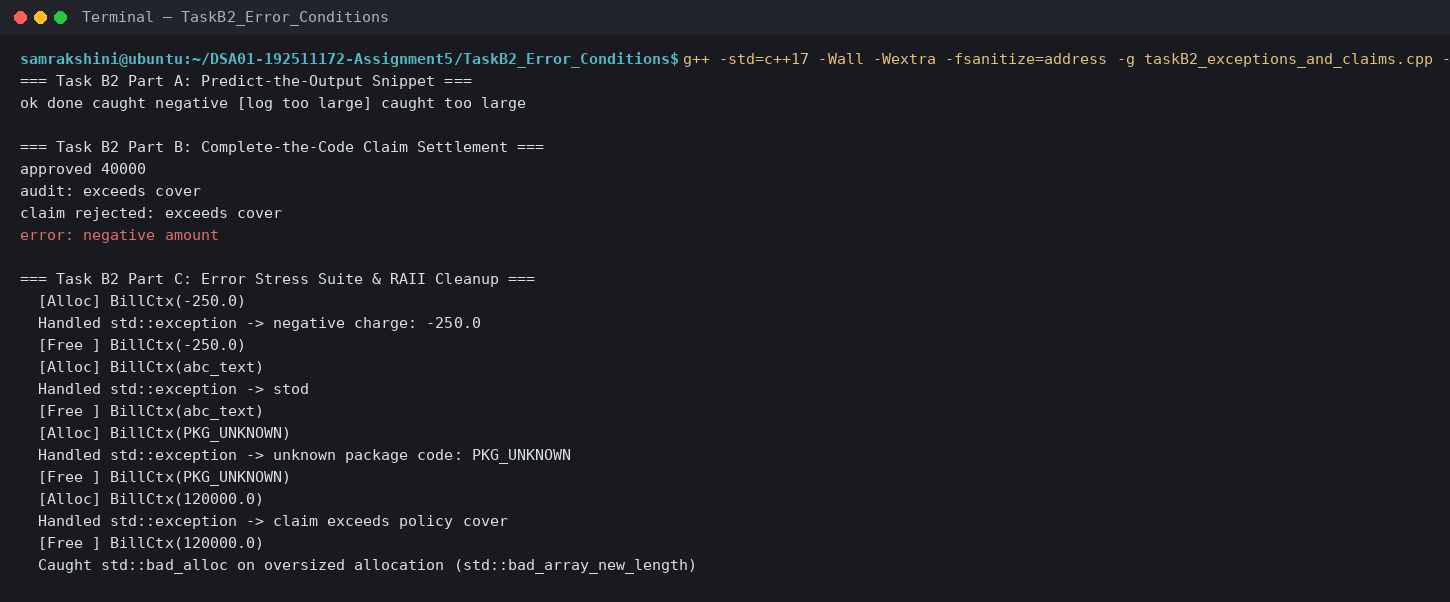 Terminal — TaskB2_Error_Conditions
samrakshini@ubuntu:~/DSA01-192511172-Assignment5/TaskB2_Error_Conditions$ g++ -std=c++17 -Wall -Wextra -fsanitize=address -g taskB2_exceptions_and_claims.cpp -
=== Task B2 Part A: Predict-the-Output Snippet ===
ok done caught negative [log too large] caught too large
=== Task B2 Part B: Complete-the-Code Claim Settlement ===
approved 40000
audit: exceeds cover
claim rejected: exceeds cover
error: negative amount
=== Task B2 Part C: Error Stress Suite & RAII Cleanup ===
[Alloc] BillCtx(-250.0)
Handled std::exception -> negative charge: -250.0
[Free ] BillCtx(-250.0)
[Alloc] BillCtx(abc_text)
Handled std::exception -> stod
[Free ] BillCtx(abc_text)
[Alloc] BillCtx(PKG_UNKNOWN)
Handled std::exception -> unknown package code: PKG_UNKNOWN
[Free ] BillCtx(PKG_UNKNOWN)
[Alloc] BillCtx(120000.0)
Handled std::exception -> claim exceeds policy cover
[Free ] BillCtx(120000.0)
Caught std::bad_alloc on oversized allocation (std::bad_array_new_length)